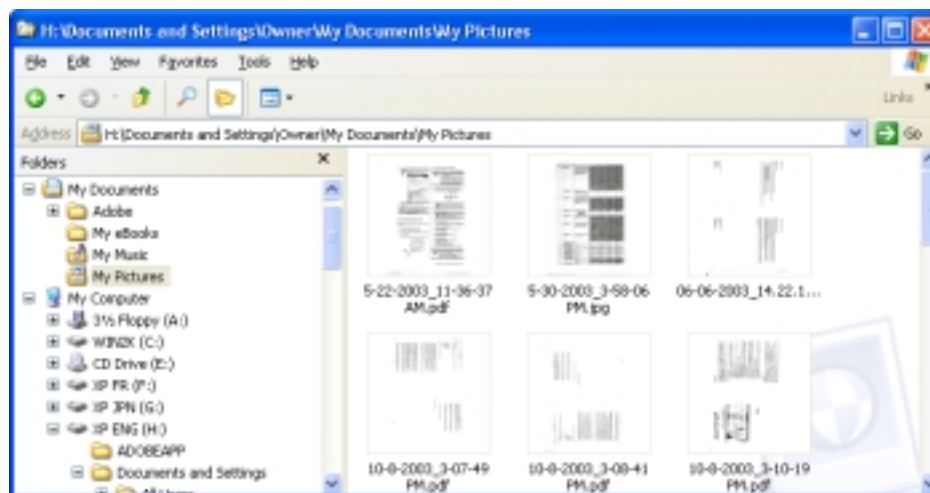 H:\Documents and Settings\Owner\My Documents\My Pictures
File Edit View Favorites Tools Help
Links
Address H:\Documents and Settings\Owner\My Documents\My Pictures Go
Folders
My Documents
Adobe
My eBooks
My Music
My Pictures
My Computer
3½ Floppy (A:)
WIN2K (C:)
CD Drive (E:)
XP FR (F:)
XP JPN (G:)
XP ENG (H:)
ADOBEAPP
Documents and Settings
All Users
5-22-2003_11-36-37
AM.pdf
5-30-2003_3-58-06
PM.jpg
06-06-2003_14.22.1...
10-8-2003_3-07-49
PM.pdf
10-8-2003_3-08-41
PM.pdf
10-8-2003_3-10-19
PM.pdf